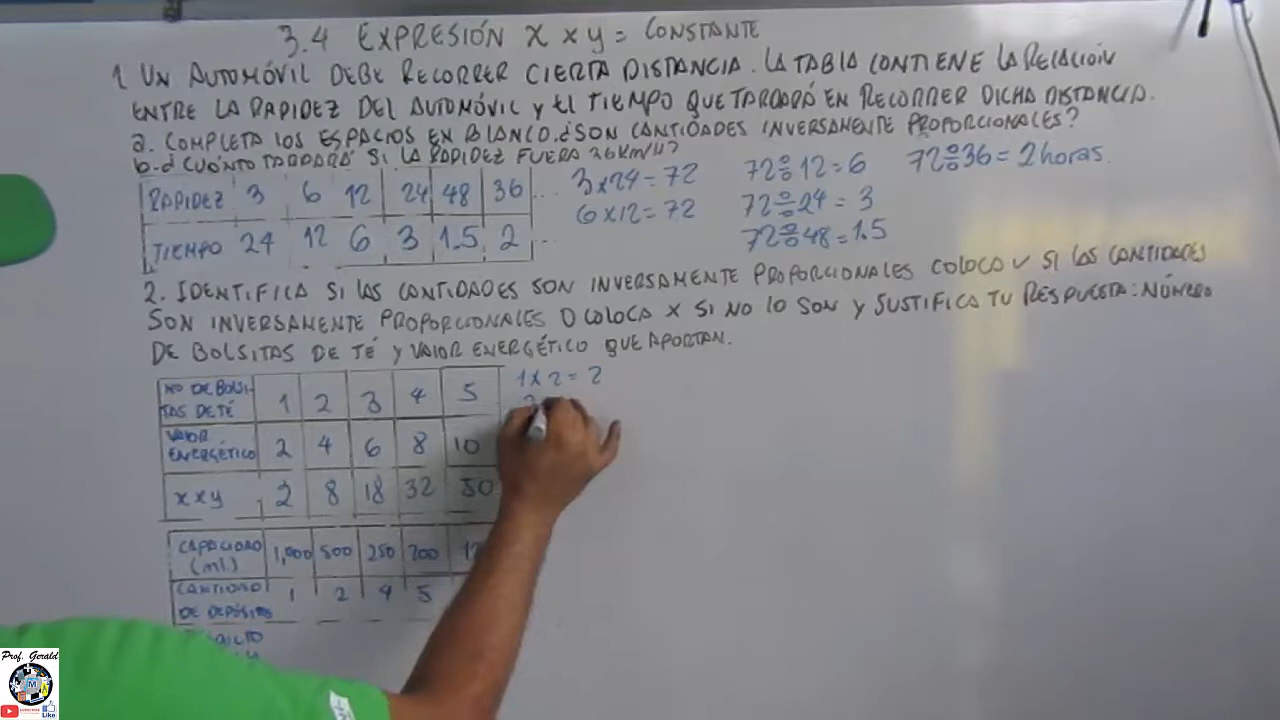 3.4 EXPRESIÓN X x y = CONSTANTE
1 UN AUTOMÓVIL DEBE RECORRER CIERTA DISTANCIA. LA TABLA CONTIENE LA RELACIÓN
ENTRE LA RAPIDEZ DEL AUTOMÓVIL y El TIEMPO QUE TARDARÁ EN RECORRER DICHA DISTANCIA.
a. COMPLETA LOS ESPACIOS EN BLANCO. ¿SON CANTIDADES INVERSAMENTE PROPORCIONALES?
b. ¿CUÁNTO TARDARÁ SI LA RAPIDEZ FUERA 36 Km/H?
RAPIDEZ 3 6 12 24 48 36 ...
TIEMPO 24 12 6 3 1.5 2 ...
3 x 24 = 72
6 x 12 = 72
72 ÷ 12 = 6
72 ÷ 24 = 3
72 ÷ 48 = 1.5
72 ÷ 36 = 2 horas
2. IDENTIFICA SI LAS CANTIDADES SON INVERSAMENTE PROPORCIONALES COLOCA ✓ SI LAS CANTIDADES
SON INVERSAMENTE PROPORCIONALES O COLOCA X SI NO LO SON Y JUSTIFICA TU RESPUESTA: NÚMERO
DE BOLSITAS DE TÉ y VALOR ENERGÉTICO QUE APORTAN.
NO DE BOLSI-
TAS DE TÉ 1 2 3 4 5
VALOR
ENERGÉTICO 2 4 6 8 10
X x y 2 8 18 32 50
1 x 2 = 2
CAPACIDAD
(ml) 1,000 500 250 200
CANTIDAD
DE DEPÓSITOS 1 2 4 5
Prof. Gerald
SUBSCRIBE
Like